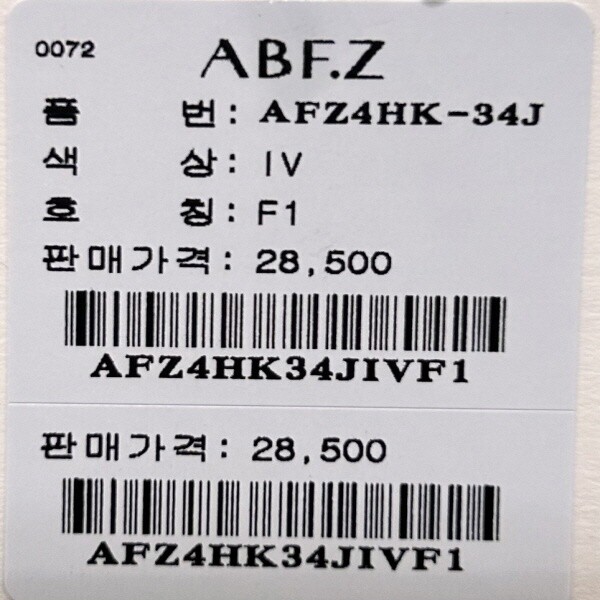 0072 ABF.Z
품 번: AFZ4HK-34J
색 상: IV
호 칭: F1
판매가격: 28,500
AFZ4HK34JIVF1
판매가격: 28,500
AFZ4HK34JIVF1